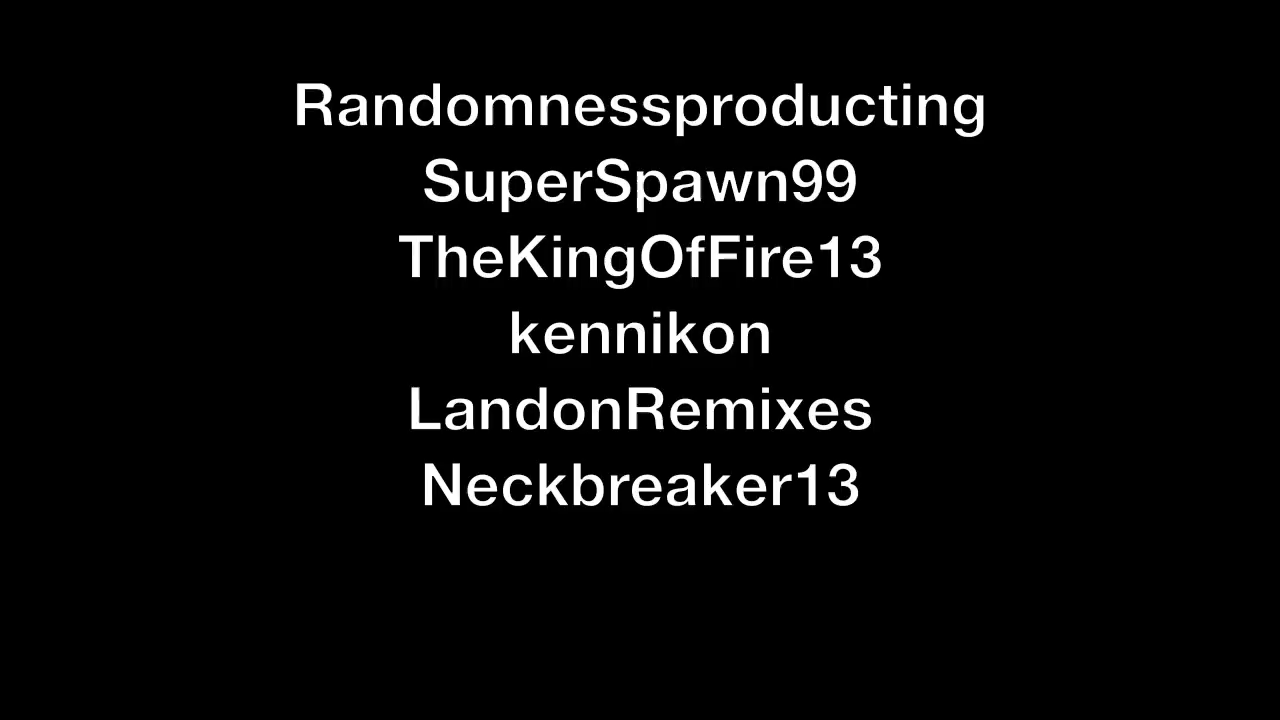 Randomnessproducting
SuperSpawn99
TheKingOfFire13
kennikon
LandonRemixes
Neckbreaker13